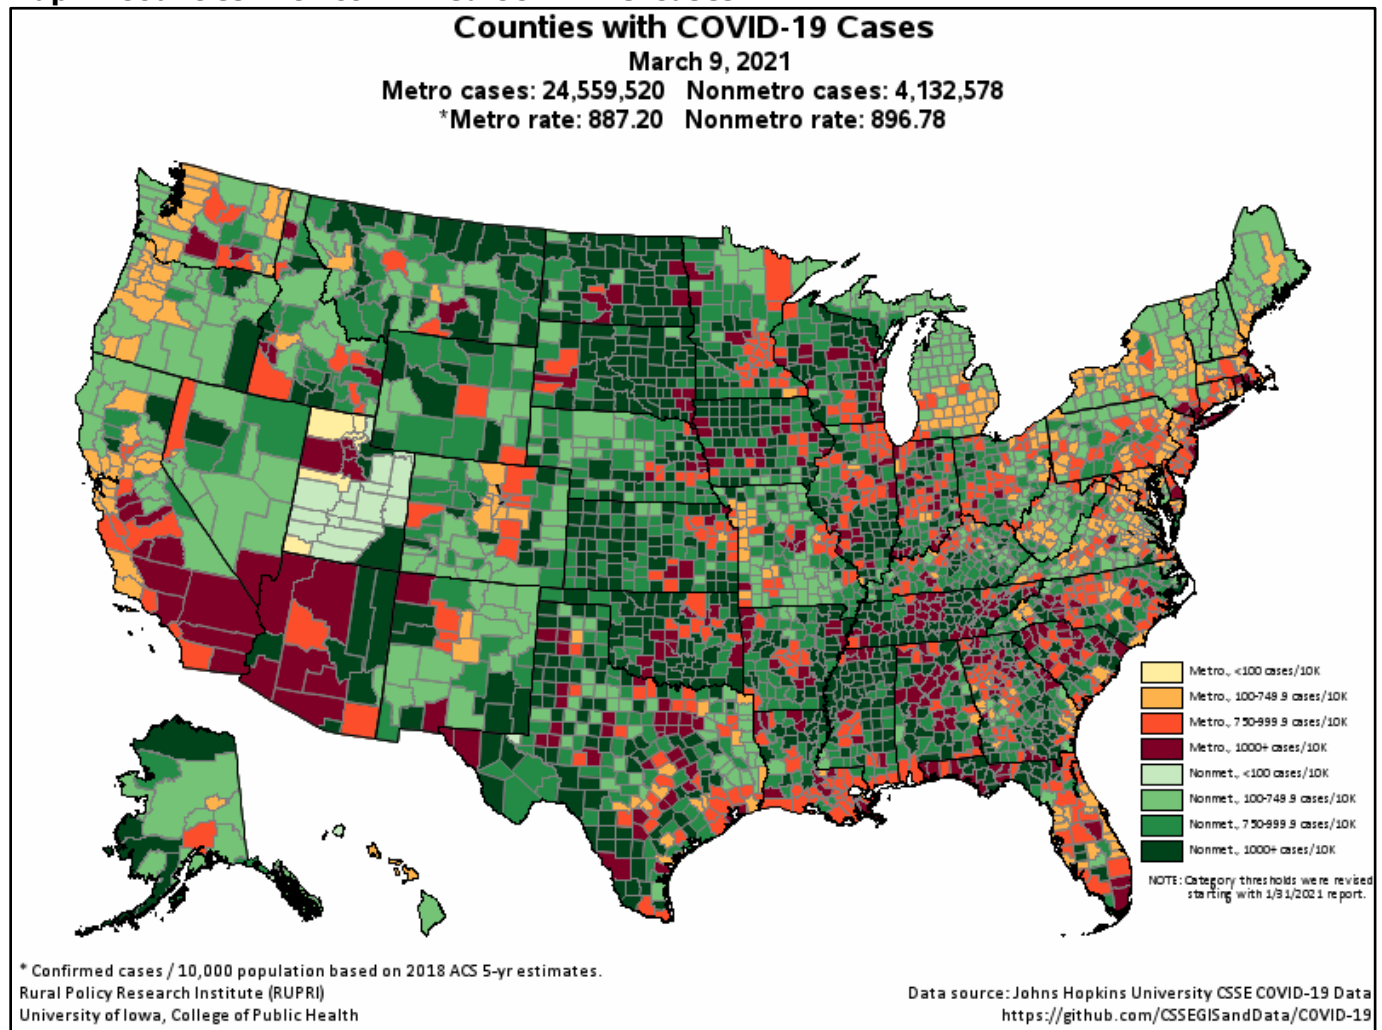 Counties with COVID-19 Cases
March 9, 2021
Metro cases: 24,559,520 Nonmetro cases: 4,132,578
*Metro rate: 887.20 Nonmetro rate: 896.78
Metro., <100 cases/10K
Metro., 100-749.9 cases/10K
Metro., 750-999.9 cases/10K
Metro., 1000+ cases/10K
Nonmet., <100 cases/10K
Nonmet., 100-749.9 cases/10K
Nonmet., 750-999.9 cases/10K
Nonmet., 1000+ cases/10K
NOTE: Category thresholds were revised
starting with 1/31/2021 report.
* Confirmed cases / 10,000 population based on 2018 ACS 5-yr estimates.
Rural Policy Research Institute (RUPRI)
University of Iowa, College of Public Health
Data source: Johns Hopkins University CSSE COVID-19 Data
https://github.com/CSSEGISandData/COVID-19